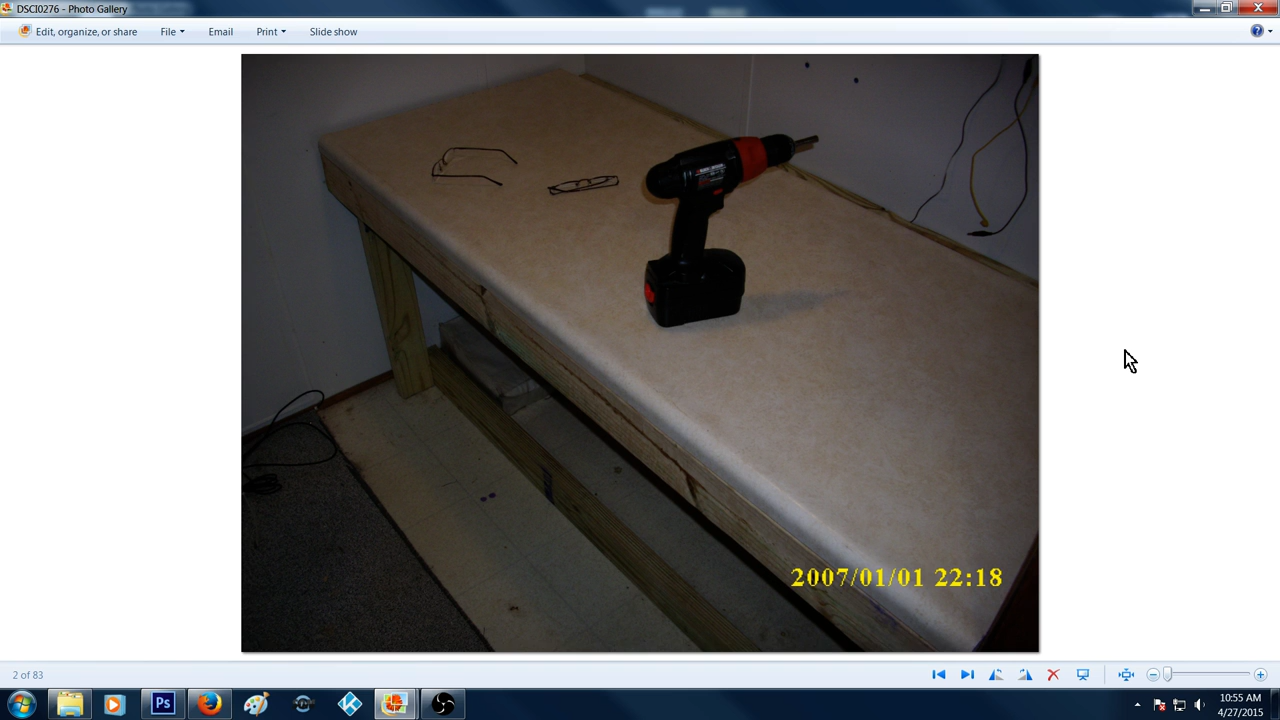 DSCI0276 - Photo Gallery
Edit, organize, or share File Email Print Slide show
2007/01/01 22:18
2 of 83
Ps
10:55 AM
4/27/2015